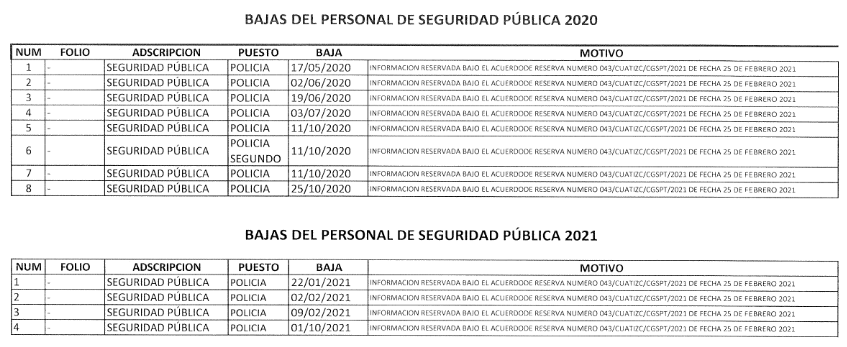 BAJAS DEL PERSONAL DE SEGURIDAD PÚBLICA 2020
NUM FOLIO ADSCRIPCION PUESTO BAJA MOTIVO
1 - SEGURIDAD PÚBLICA POLICIA 17/05/2020 INFORMACION RESERVADA BAJO EL ACUERDODE RESERVA NUMERO 043/CUATIZC/CGSPT/2021 DE FECHA 25 DE FEBRERO 2021
2 - SEGURIDAD PÚBLICA POLICIA 02/06/2020 INFORMACION RESERVADA BAJO EL ACUERDODE RESERVA NUMERO 043/CUATIZC/CGSPT/2021 DE FECHA 25 DE FEBRERO 2021
3 - SEGURIDAD PÚBLICA POLICIA 19/06/2020 INFORMACION RESERVADA BAJO EL ACUERDODE RESERVA NUMERO 043/CUATIZC/CGSPT/2021 DE FECHA 25 DE FEBRERO 2021
4 - SEGURIDAD PÚBLICA POLICIA 03/07/2020 INFORMACION RESERVADA BAJO EL ACUERDODE RESERVA NUMERO 043/CUATIZC/CGSPT/2021 DE FECHA 25 DE FEBRERO 2021
5 - SEGURIDAD PÚBLICA POLICIA 11/10/2020 INFORMACION RESERVADA BAJO EL ACUERDODE RESERVA NUMERO 043/CUATIZC/CGSPT/2021 DE FECHA 25 DE FEBRERO 2021
6 - SEGURIDAD PÚBLICA POLICIA SEGUNDO 11/10/2020 INFORMACION RESERVADA BAJO EL ACUERDODE RESERVA NUMERO 043/CUATIZC/CGSPT/2021 DE FECHA 25 DE FEBRERO 2021
7 - SEGURIDAD PÚBLICA POLICIA 11/10/2020 INFORMACION RESERVADA BAJO EL ACUERDODE RESERVA NUMERO 043/CUATIZC/CGSPT/2021 DE FECHA 25 DE FEBRERO 2021
8 - SEGURIDAD PÚBLICA POLICIA 25/10/2020 INFORMACION RESERVADA BAJO EL ACUERDODE RESERVA NUMERO 043/CUATIZC/CGSPT/2021 DE FECHA 25 DE FEBRERO 2021
BAJAS DEL PERSONAL DE SEGURIDAD PÚBLICA 2021
NUM FOLIO ADSCRIPCION PUESTO BAJA MOTIVO
1 - SEGURIDAD PÚBLICA POLICIA 22/01/2021 INFORMACION RESERVADA BAJO EL ACUERDODE RESERVA NUMERO 043/CUATIZC/CGSPT/2021 DE FECHA 25 DE FEBRERO 2021
2 - SEGURIDAD PÚBLICA POLICIA 02/02/2021 INFORMACION RESERVADA BAJO EL ACUERDODE RESERVA NUMERO 043/CUATIZC/CGSPT/2021 DE FECHA 25 DE FEBRERO 2021
3 - SEGURIDAD PÚBLICA POLICIA 09/02/2021 INFORMACION RESERVADA BAJO EL ACUERDODE RESERVA NUMERO 043/CUATIZC/CGSPT/2021 DE FECHA 25 DE FEBRERO 2021
4 - SEGURIDAD PÚBLICA POLICIA 01/10/2021 INFORMACION RESERVADA BAJO EL ACUERDODE RESERVA NUMERO 043/CUATIZC/CGSPT/2021 DE FECHA 25 DE FEBRERO 2021